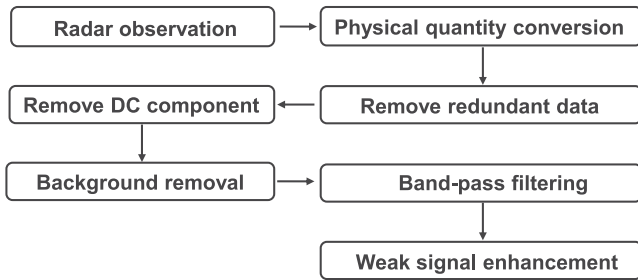 Radar observation
Physical quantity conversion
Remove redundant data
Remove DC component
Background removal
Band-pass filtering
Weak signal enhancement